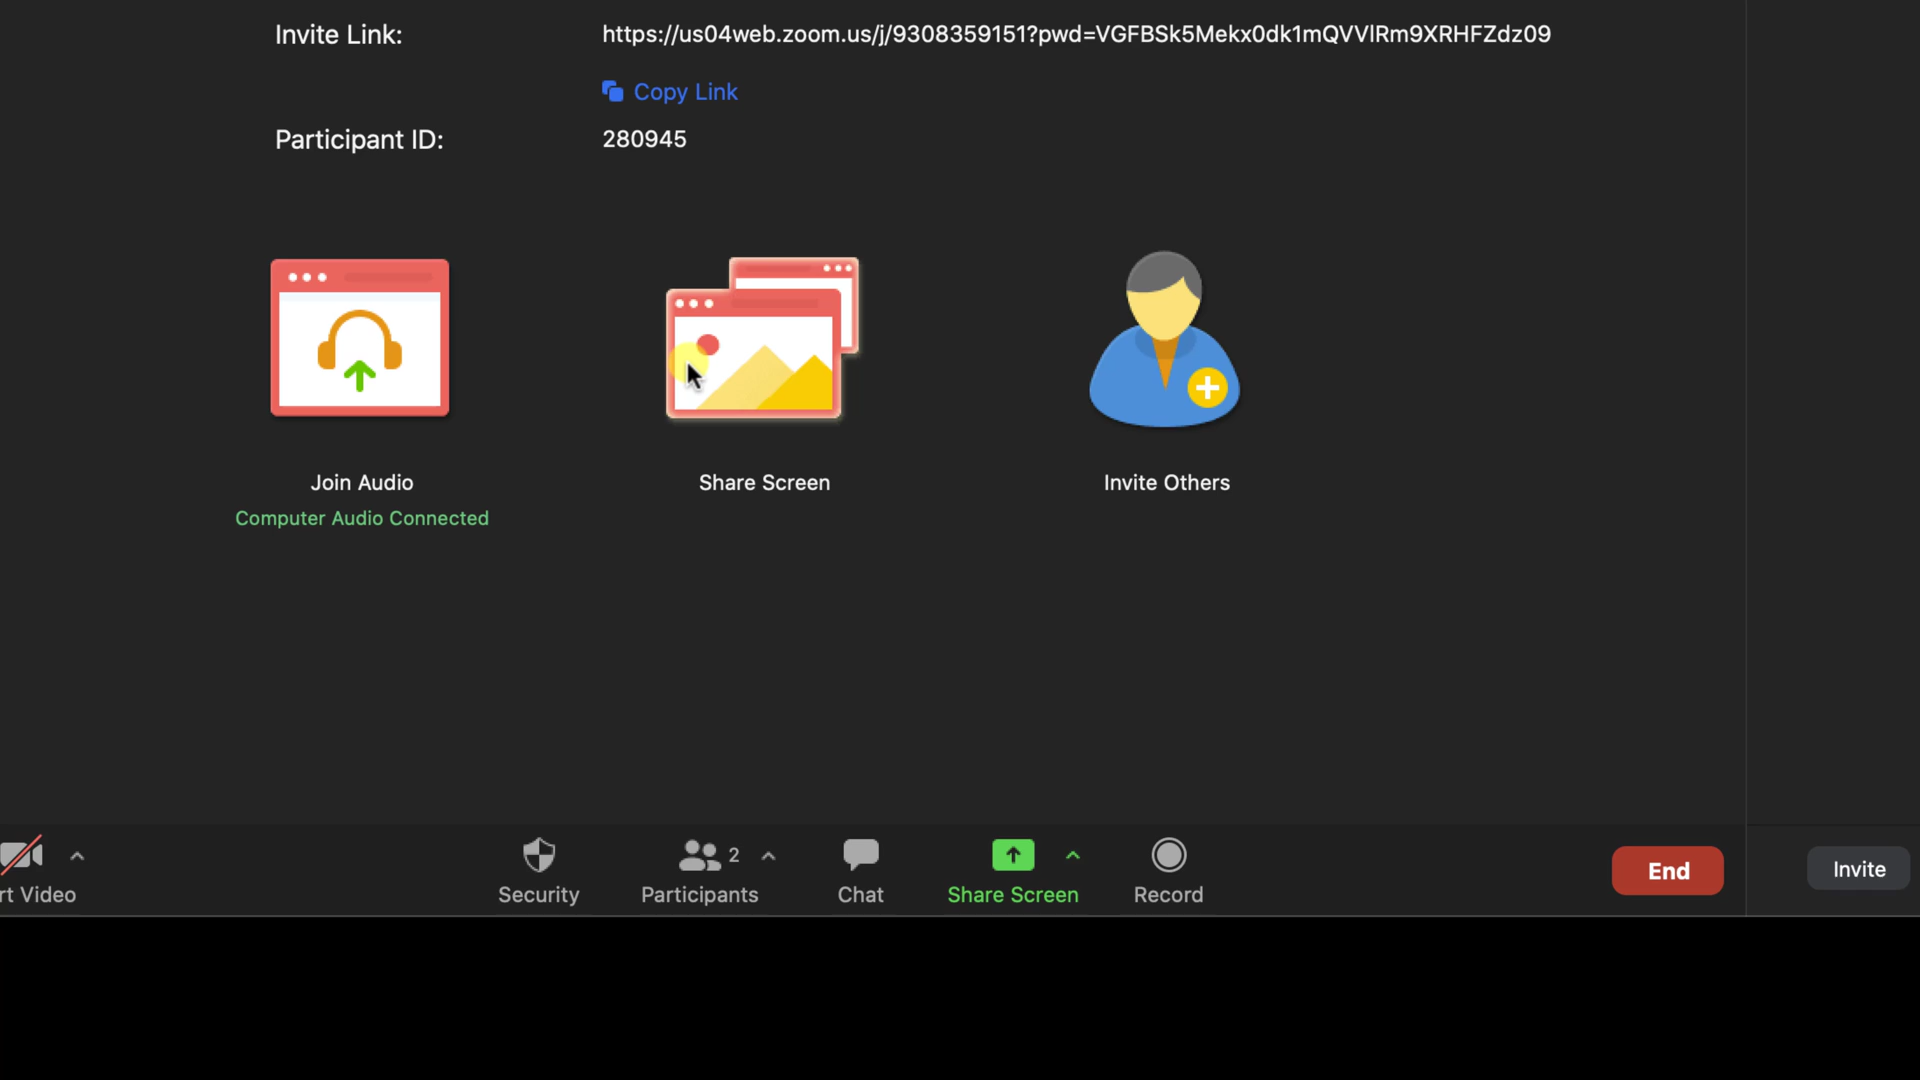 Invite Link:
https://us04web.zoom.us/j/9308359151?pwd=VGFBSk5Mekx0dk1mQVVlRm9XRHFZdz09
Copy Link
Participant ID:
280945
Join Audio
Share Screen
Invite Others
Computer Audio Connected
rt Video
Security
2
Participants
Chat
Share Screen
Record
End
Invite